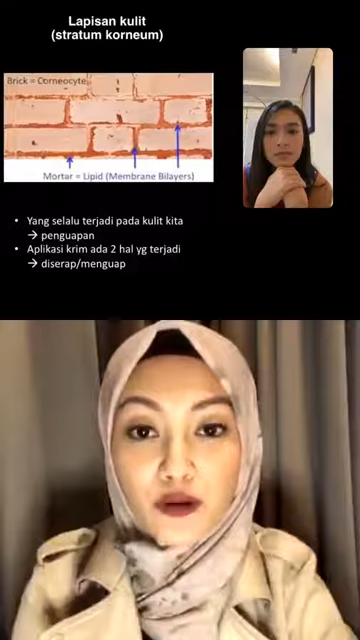 Lapisan kulit
(stratum korneum)
Brick = Corneocyte
Mortar = Lipid (Membrane Bilayers)
• Yang selalu terjadi pada kulit kita
→ penguapan
• Aplikasi krim ada 2 hal yg terjadi
→ diserap/menguap